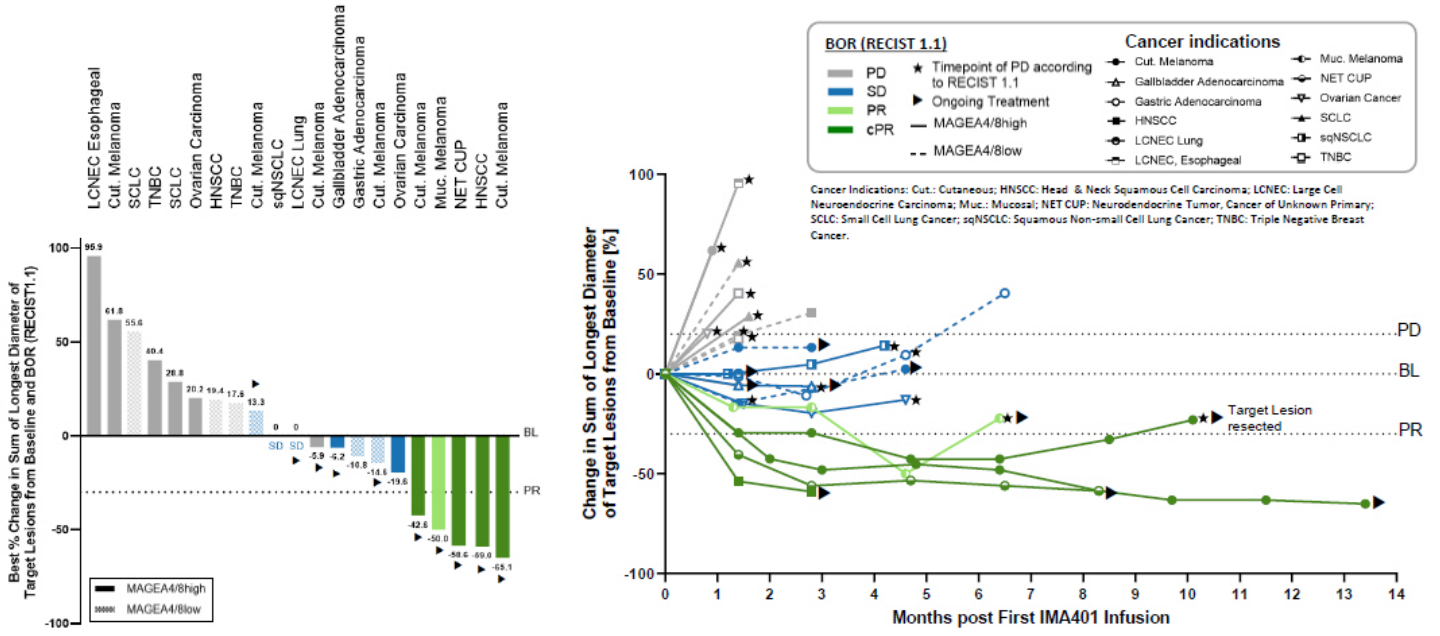 LCNEC Esophageal
Cut. Melanoma
SCLC
TNBC
SCLC
Ovarian Carcinoma
HNSCC
TNBC
Cut. Melanoma
sqNSCLC
LCNEC Lung
Cut. Melanoma
Gallbladder Adenocarcinoma
Gastric Adenocarcinoma
Cut. Melanoma
Ovarian Carcinoma
Cut. Melanoma
Muc. Melanoma
NET CUP
HNSCC
Cut. Melanoma
Best % Change in Sum of Longest Diameter of
Target Lesions from Baseline and BOR (RECIST1.1)
100
50
0
-50
-100
95.9
61.8
55.6
40.4
28.8
20.2
19.4
17.6
13.3
0
SD
0
SD
-5.9
-6.2
-10.8
-14.6
-19.6
-42.8
-50.0
-58.6
-59.0
-65.1
BL
PR
MAGEA4/8high
MAGEA4/8low
BOR (RECIST 1.1)
PD
SD
PR
cPR
Timepoint of PD according
to RECIST 1.1
Ongoing Treatment
MAGEA4/8high
MAGEA4/8low
Cancer indications
Cut. Melanoma
Gallbladder Adenocarcinoma
Gastric Adenocarcinoma
HNSCC
LCNEC Lung
LCNEC, Esophageal
Muc. Melanoma
NET CUP
Ovarian Cancer
SCLC
sqNSCLC
TNBC
Cancer Indications: Cut.: Cutaneous; HNSCC: Head & Neck Squamous Cell Carcinoma; LCNEC: Large Cell
Neuroendocrine Carcinoma; Muc.: Mucosal; NET CUP: Neurodendocrine Tumor, Cancer of Unknown Primary;
SCLC: Small Cell Lung Cancer; sqNSCLC: Squamous Non-small Cell Lung Cancer; TNBC: Triple Negative Breast
Cancer.
Change in Sum of Longest Diameter
of Target Lesions from Baseline [%]
100
50
0
-50
-100
PD
BL
PR
Target Lesion
resected
0 1 2 3 4 5 6 7 8 9 10 11 12 13 14
Months post First IMA401 Infusion